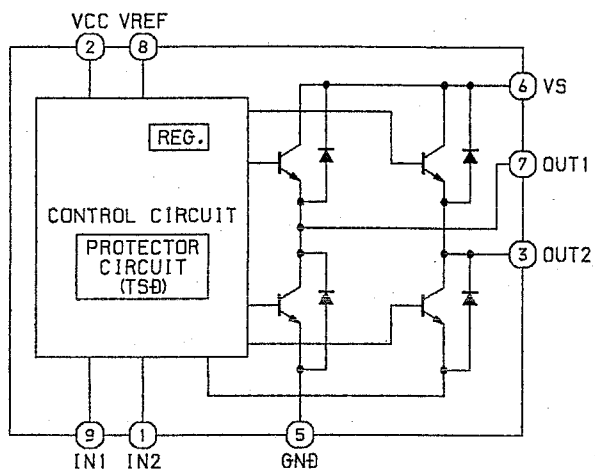 VCC VREF
2 8
6 VS
REG.
7 OUT1
CONTROL CIRCUIT
PROTECTOR
CIRCUIT
(TSD)
3 OUT2
9 1 5
IN1 IN2 GND